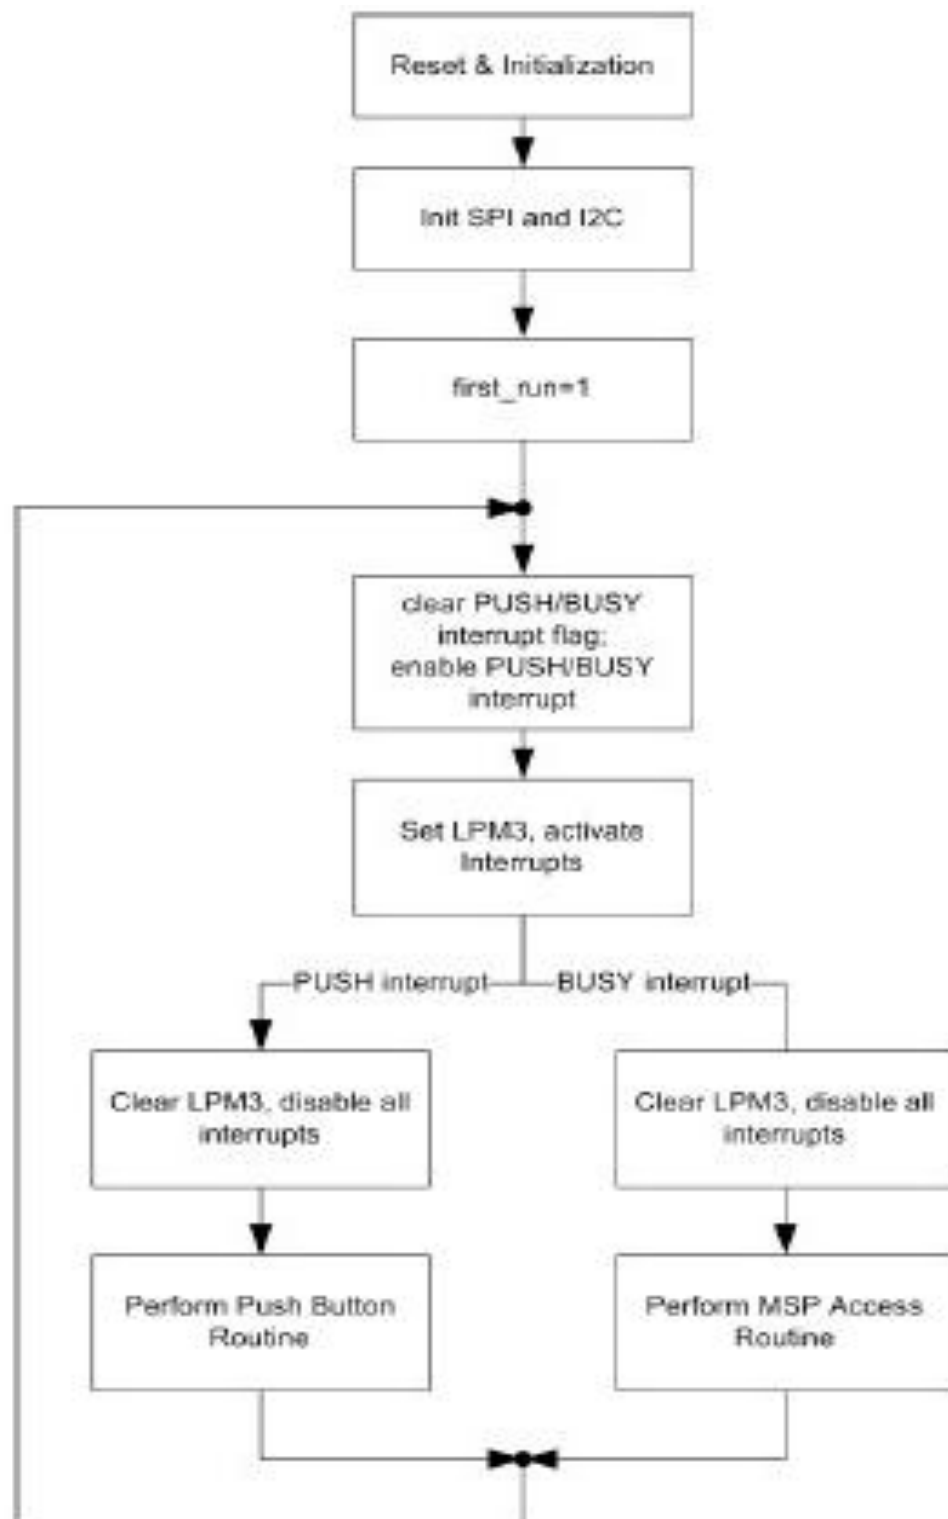 Reset & Initialization
Init SPI and I2C
first_run=1
clear PUSH/BUSY
interrupt flag;
enable PUSH/BUSY
interrupt
Set LPM3, activate
Interrupts
PUSH interrupt
BUSY interrupt
Clear LPM3, disable all
interrupts
Clear LPM3, disable all
interrupts
Perform Push Button
Routine
Perform MSP Access
Routine